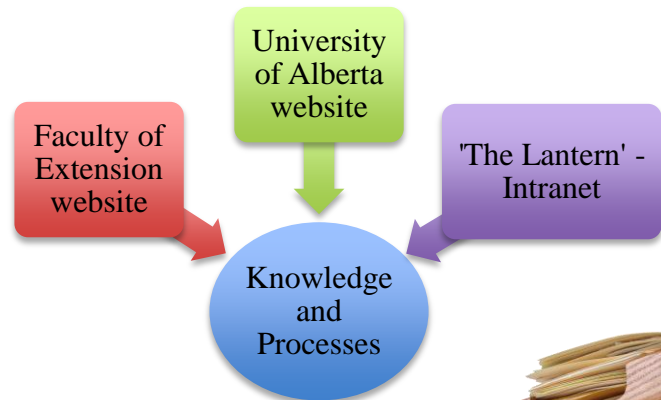 University
of Alberta
website
Faculty of
Extension
website
'The Lantern' -
Intranet
Knowledge
and
Processes